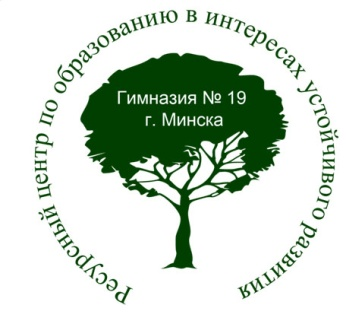 Ресурсный центр по образованию в интересах устойчивого развития
Гимназия № 19
г. Минска